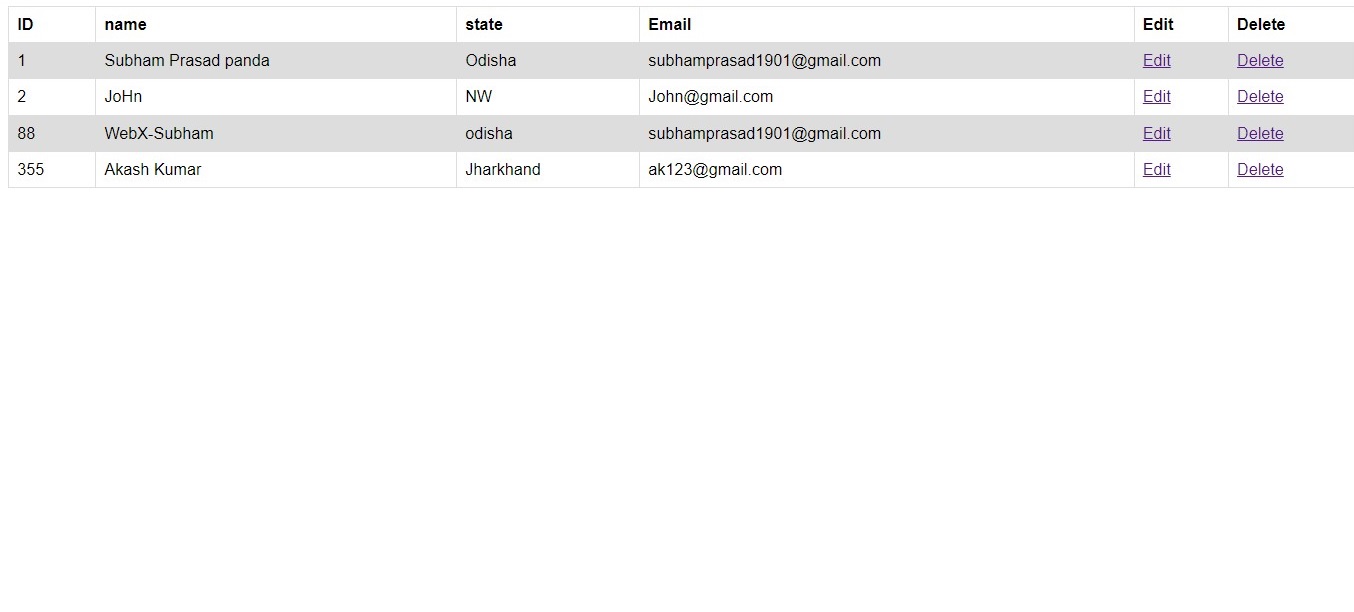 ID name state Email Edit Delete
1 Subham Prasad panda Odisha subhamprasad1901@gmail.com Edit Delete
2 JoHn NW John@gmail.com Edit Delete
88 WebX-Subham odisha subhamprasad1901@gmail.com Edit Delete
355 Akash Kumar Jharkhand ak123@gmail.com Edit Delete